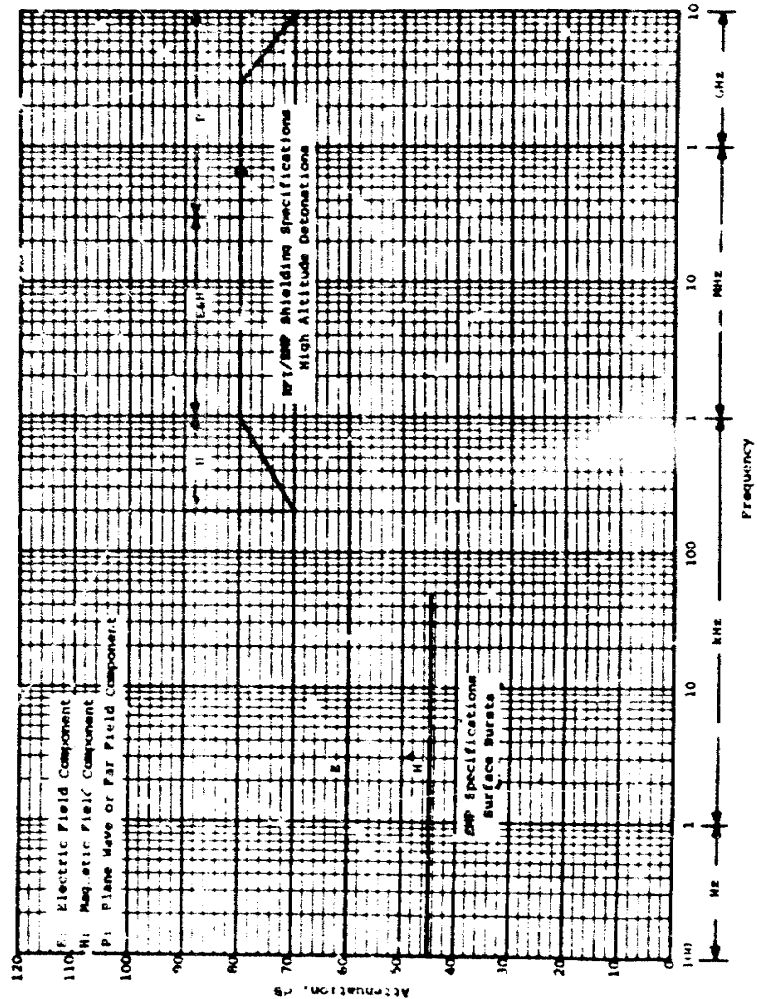 120
110
100
90
80
70
60
50
40
30
20
10
0
Attenuation, dB
E: Electric Field Component
H: Magnetic Field Component
P: Plane Wave or Far Field Component
H
E&H
P
RFI/EMP Shielding Specifications
High Altitude Detonations
E
H
EMP Specifications
Surface Bursts
100
1
10
100
1
10
1
10
Hz
kHz
MHz
GHz
Frequency